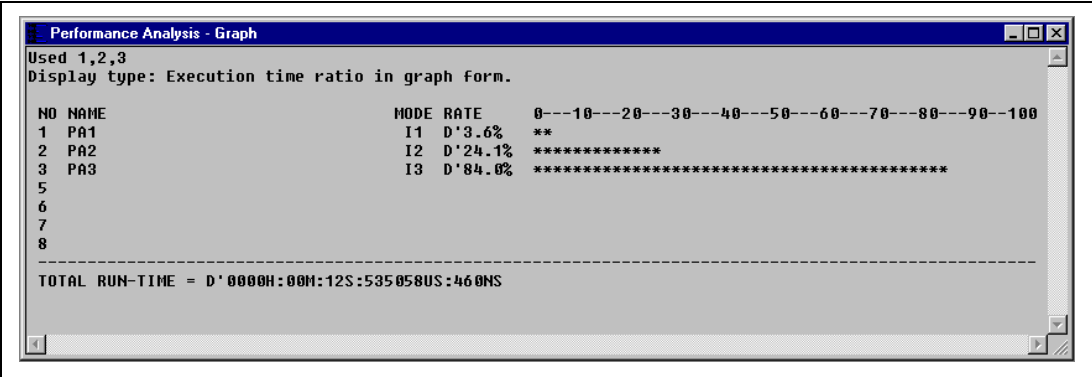 Performance Analysis - Graph
Used 1,2,3
Display type: Execution time ratio in graph form.
NO NAME MODE RATE 0---10---20---30---40---50---60---70---80---90--100
1 PA1 I1 D'3.6% **
2 PA2 I2 D'24.1% *************
3 PA3 I3 D'84.0% ******************************************
5
6
7
8
TOTAL RUN-TIME = D'0000H:00M:12S:535058US:460NS